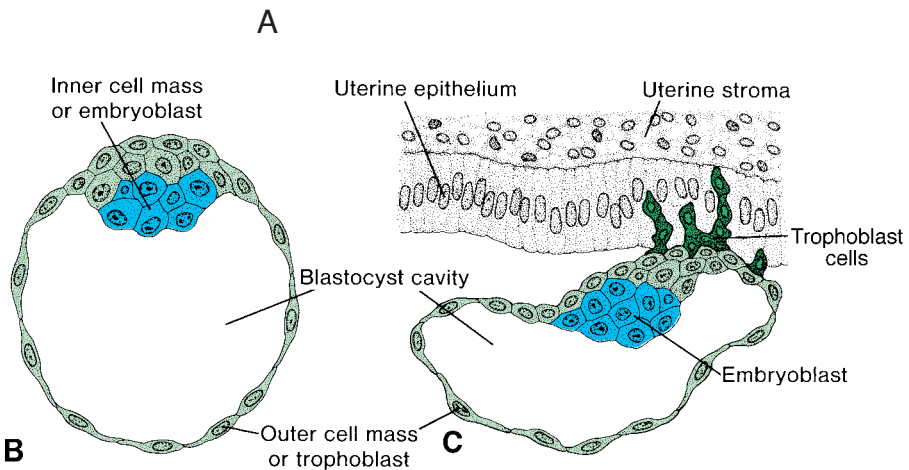 A
Inner cell mass
or embryoblast
Uterine epithelium
Uterine stroma
Trophoblast
cells
Blastocyst cavity
Embryoblast
Outer cell mass
or trophoblast
B
C